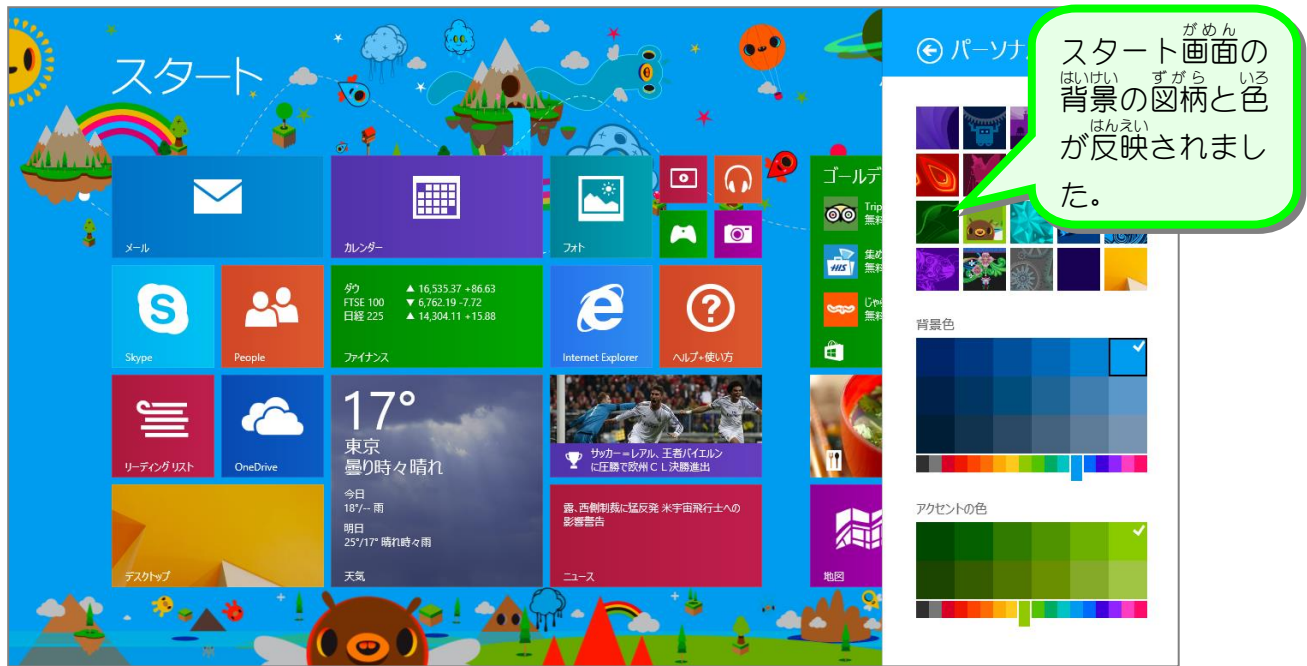 スタート
パーソナ
がめん
スタート画面の
はいけい ずがら いろ
背景の図柄と色
はんえい
が反映されまし
た。
メール
カレンダー
フォト
ゴールデ
Trip
無料
集め
HIS
無料
じゃら
無料
Skype
People
ダウ ▲ 16,535.37 +86.63
FTSE 100 ▼ 6,762.19 -7.72
日経 225 ▲ 14,304.11 +15.88
ファイナンス
Internet Explorer
ヘルプ+使い方
リーディング リスト
OneDrive
17°
東京
曇り時々晴れ
今日
18°/-- 雨
明日
25°/17° 晴れ時々雨
天気
サッカー=レアル、王者バイエルン
に圧勝で欧州CL決勝進出
デスクトップ
露、西側制裁に猛反発 米宇宙飛行士への
影響警告
ニュース
地図
背景色
アクセントの色